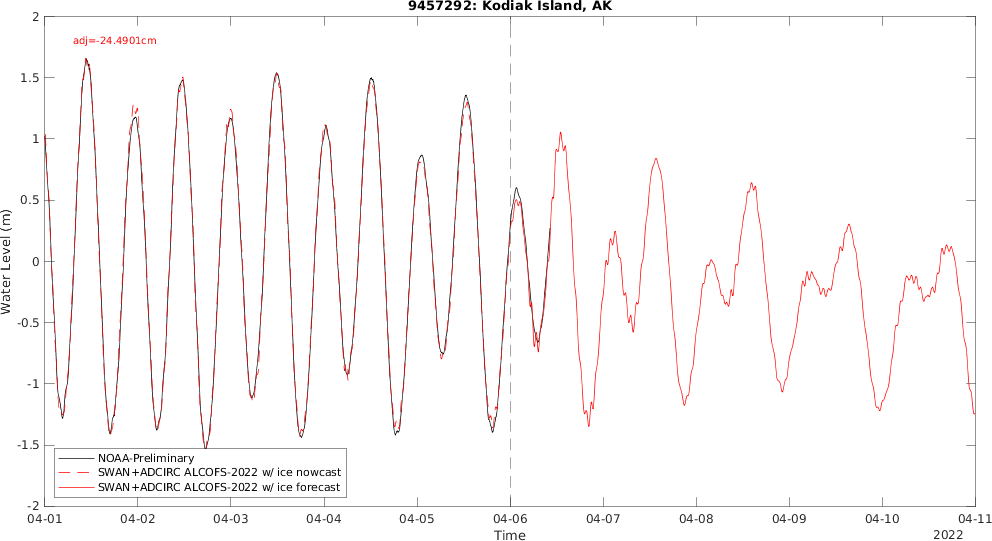 9457292: Kodiak Island, AK
adj=-24.4901cm
2
1.5
1
0.5
0
-0.5
-1
-1.5
-2
Water Level (m)
NOAA-Preliminary
SWAN+ADCIRC ALCOFS-2022 w/ ice nowcast
SWAN+ADCIRC ALCOFS-2022 w/ ice forecast
04-01 04-02 04-03 04-04 04-05 04-06 04-07 04-08 04-09 04-10 04-11
Time
2022